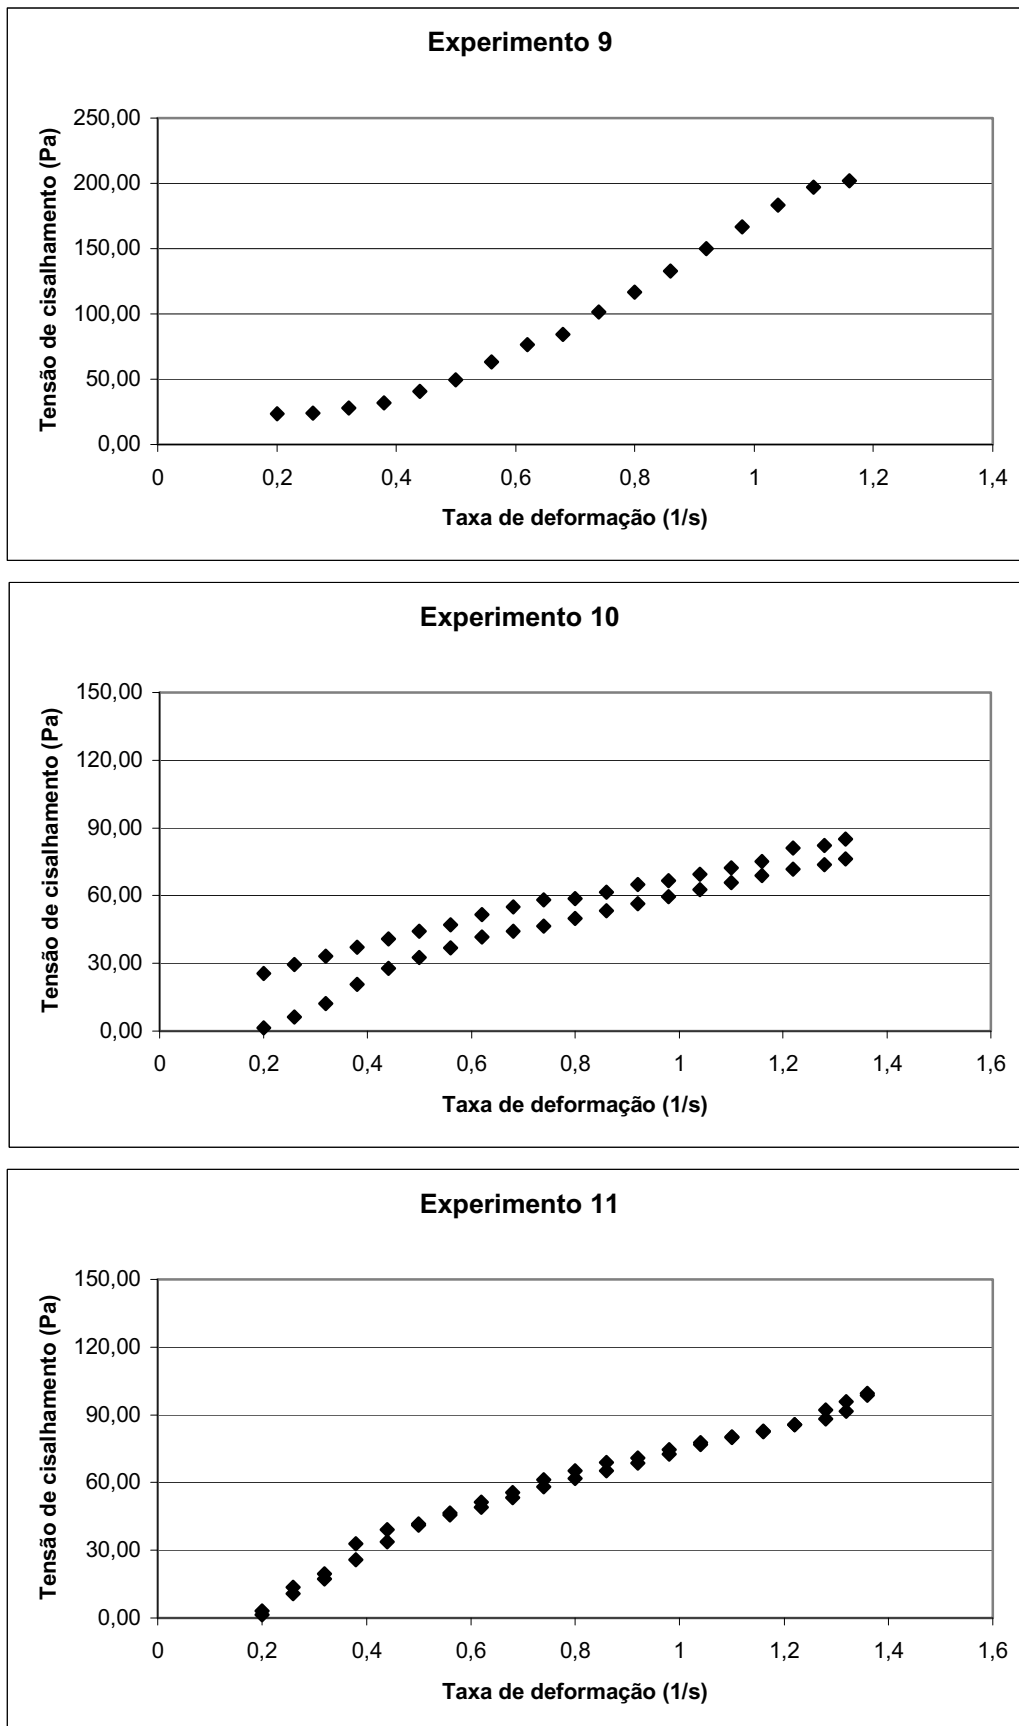 Experimento 9
Tensão de cisalhamento (Pa)
250,00
200,00
150,00
100,00
50,00
0,00
0 0,2 0,4 0,6 0,8 1 1,2 1,4
Taxa de deformação (1/s)
Experimento 10
Tensão de cisalhamento (Pa)
150,00
120,00
90,00
60,00
30,00
0,00
0 0,2 0,4 0,6 0,8 1 1,2 1,4 1,6
Taxa de deformação (1/s)
Experimento 11
Tensão de cisalhamento (Pa)
150,00
120,00
90,00
60,00
30,00
0,00
0 0,2 0,4 0,6 0,8 1 1,2 1,4 1,6
Taxa de deformação (1/s)